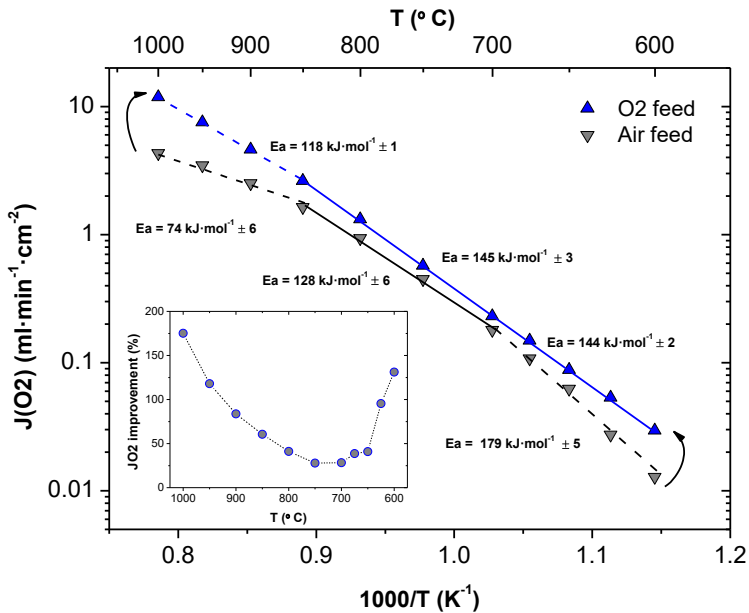 T (º C)
1000 900 800 700 600
10
1
0.1
0.01
J(O2) (ml·min⁻¹·cm⁻²)
O2 feed
Air feed
Ea = 118 kJ·mol⁻¹ ± 1
Ea = 74 kJ·mol⁻¹ ± 6
Ea = 145 kJ·mol⁻¹ ± 3
Ea = 128 kJ·mol⁻¹ ± 6
Ea = 144 kJ·mol⁻¹ ± 2
Ea = 179 kJ·mol⁻¹ ± 5
JO2 improvement (%)
200
175
150
125
100
75
50
25
0
1000 900 800 700 600
T (º C)
0.8 0.9 1.0 1.1 1.2
1000/T (K⁻¹)